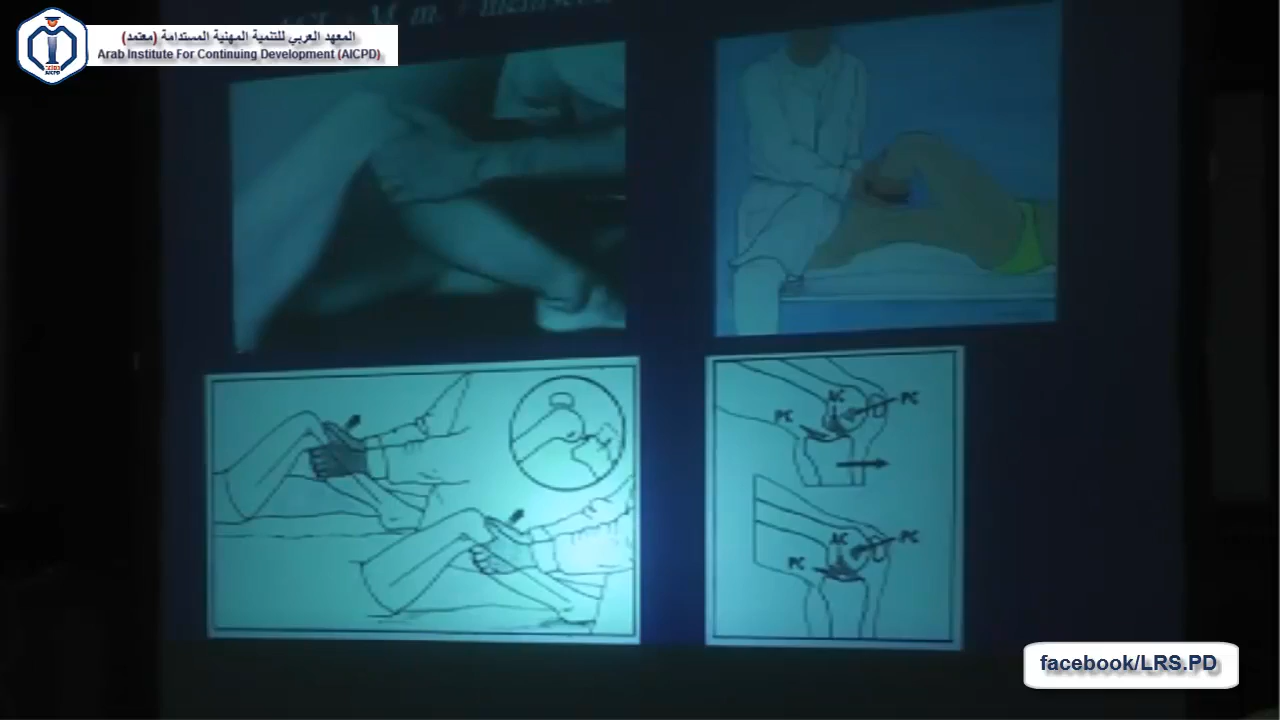 المعهد العربي للتنمية المهنية المستدامة (معتمد)
Arab Institute For Continuing Development (AICPD)
AICPD
AC
PC
PC
AC
PC
PC
facebook/LRS.PD